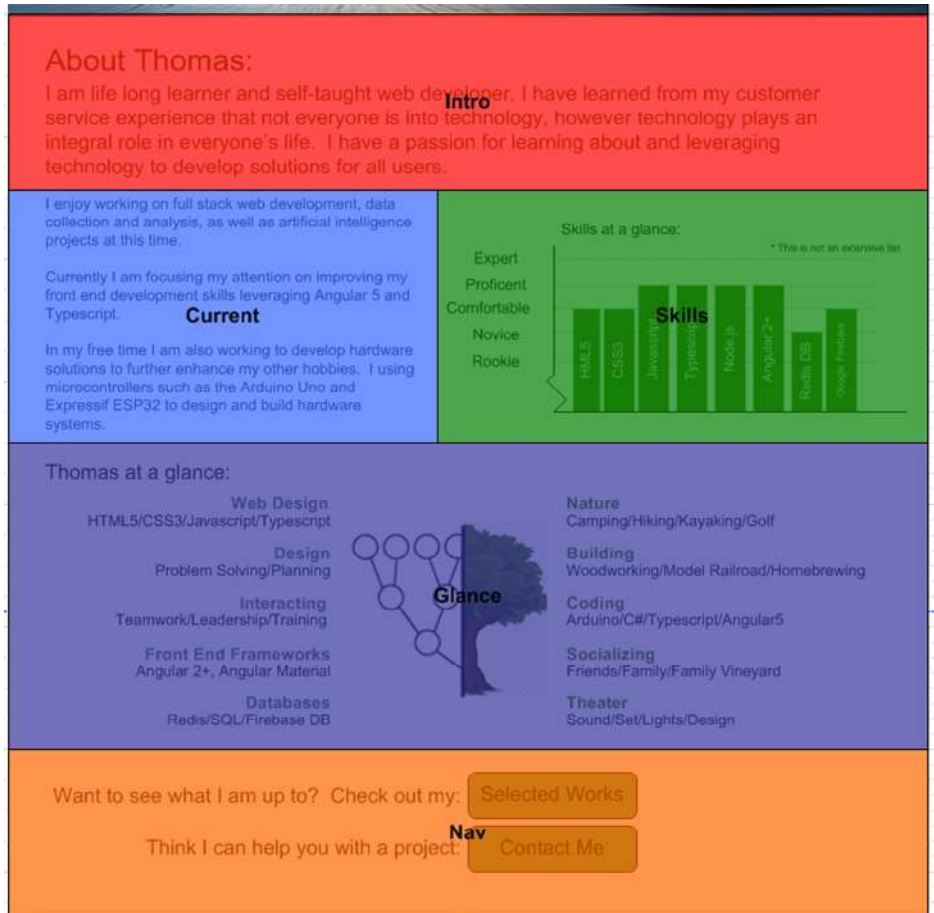 About Thomas:
I am life long learner and self-taught web developer. I have learned from my customer
service experience that not everyone is into technology, however technology plays an
integral role in everyone's life.  I have a passion for learning about and leveraging
technology to develop solutions for all users.
Intro
I enjoy working on full stack web development, data
collection and analysis, as well as artificial intelligence
projects at this time.
Currently I am focusing my attention on improving my
front end development skills leveraging Angular 5 and
Typescript.
In my free time I am also working to develop hardware
solutions to further enhance my other hobbies.  I using
microcontrollers such as the Arduino Uno and
Expressif ESP32 to design and build hardware
systems.
Current
Skills at a glance:
* This is not an exensive list
Expert
Proficent
Comfortable
Novice
Rookie
HTML5
CSS3
Javascript
Typescript
Node.js
Angular 2+
Redis DB
Google Firebase
Skills
Thomas at a glance:
Web Design
HTML5/CSS3/Javascript/Typescript
Design
Problem Solving/Planning
Interacting
Teamwork/Leadership/Training
Front End Frameworks
Angular 2+, Angular Material
Databases
Redis/SQL/Firebase DB
Glance
Nature
Camping/Hiking/Kayaking/Golf
Building
Woodworking/Model Railroad/Homebrewing
Coding
Arduino/C#/Typescript/Angular5
Socializing
Friends/Family/Family Vineyard
Theater
Sound/Set/Lights/Design
Want to see what I am up to?  Check out my: Selected Works
Nav
Think I can help you with a project: Contact Me